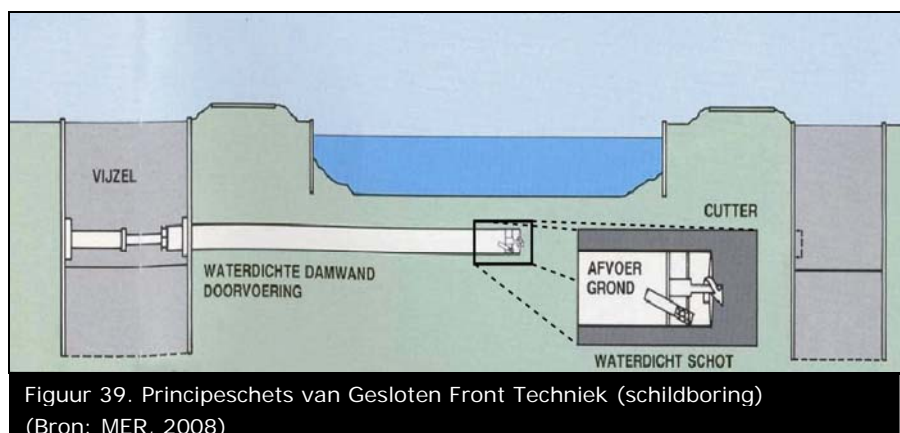 VIJZEL
CUTTER
WATERDICHTE DAMWAND
DOORVOERING
AFVOER
GROND
WATERDICHT SCHOT
Figuur 39. Principeschets van Gesloten Front Techniek (schildboring)
(Bron: MER, 2008)